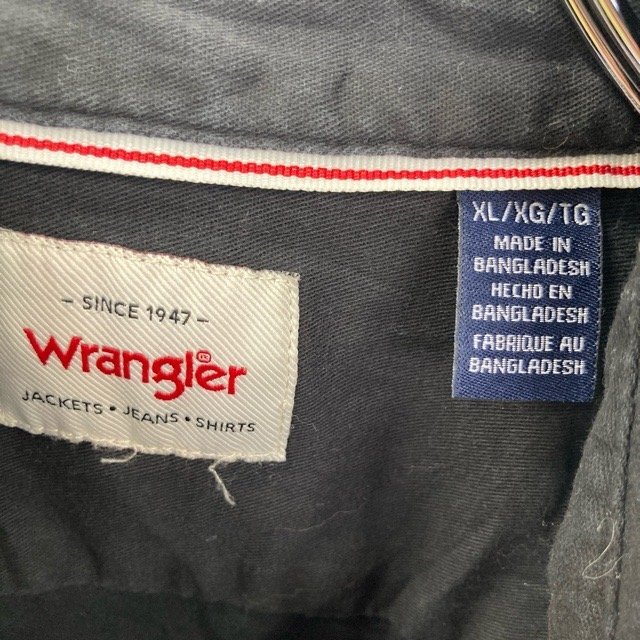 - SINCE 1947 -
Wrangler®
JACKETS • JEANS • SHIRTS
XL/XG/TG
MADE IN
BANGLADESH
HECHO EN
BANGLADESH
FABRIQUE AU
BANGLADESH